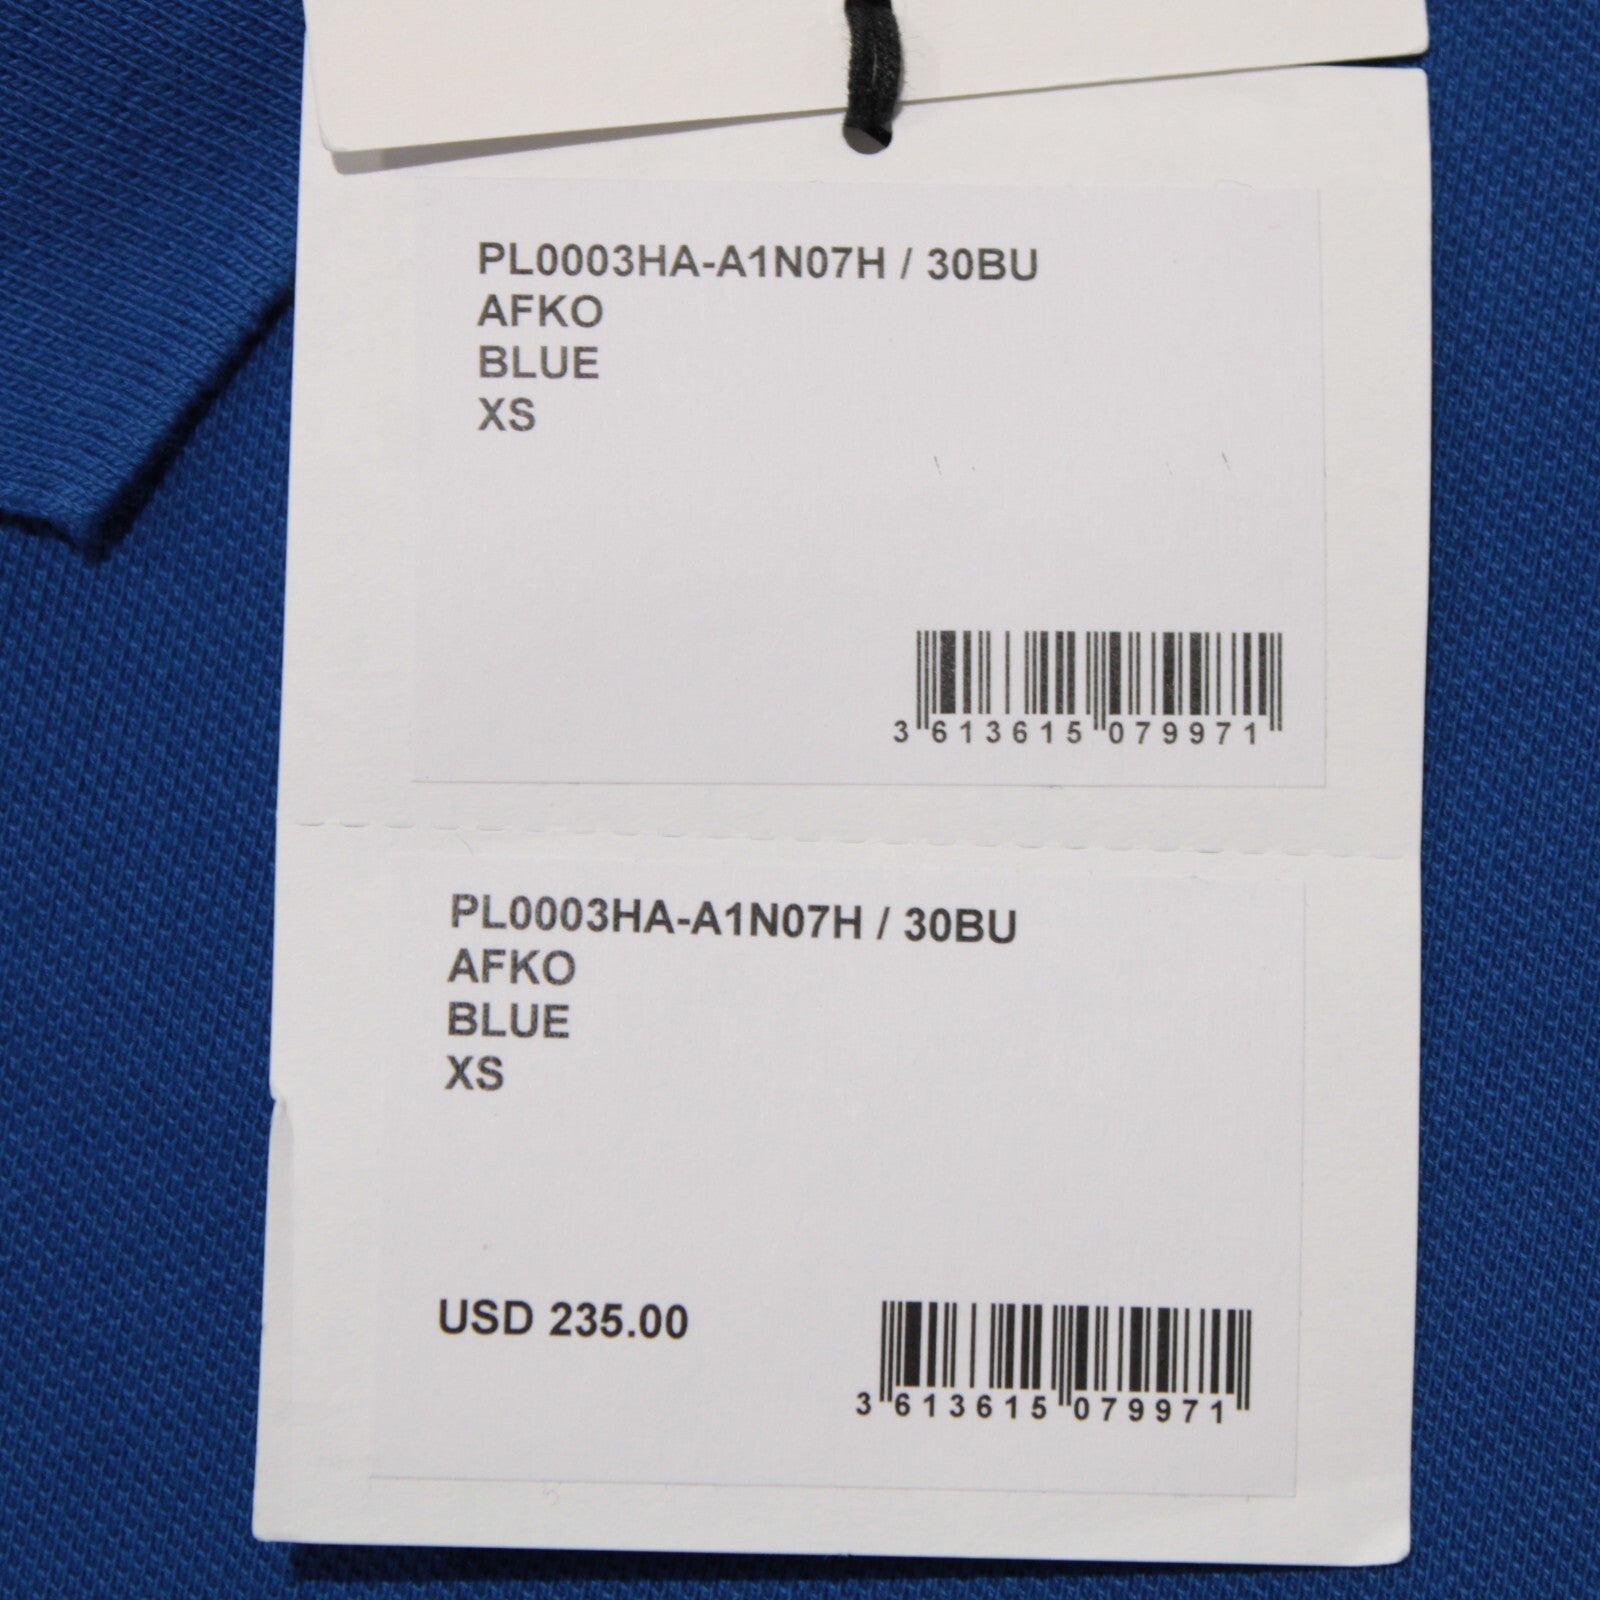 PL0003HA-A1N07H / 30BU
AFKO
BLUE
XS
3 613615 079971
PL0003HA-A1N07H / 30BU
AFKO
BLUE
XS
USD 235.00
3 613615 079971